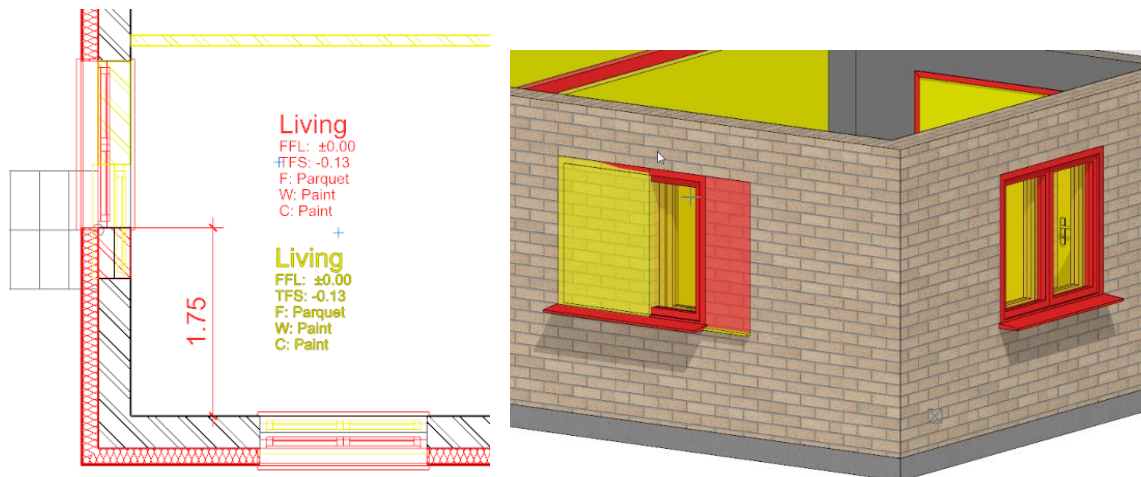 Living
FFL: ±0.00
TFS: -0.13
F: Parquet
W: Paint
C: Paint
Living
FFL: ±0.00
TFS: -0.13
F: Parquet
W: Paint
C: Paint
1.75